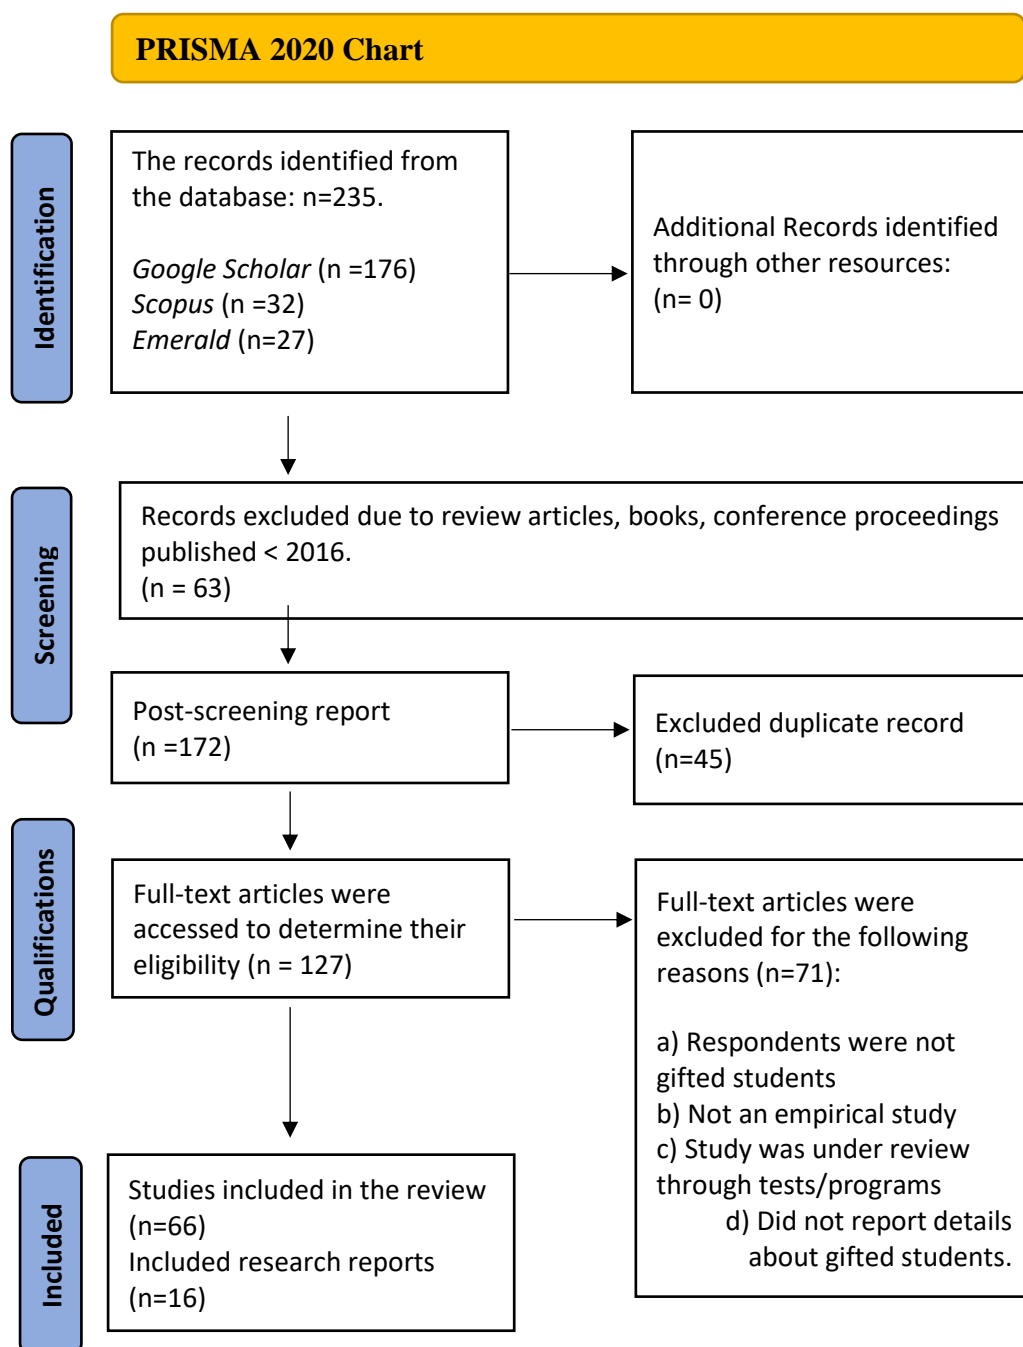 PRISMA 2020 Chart
Identification
The records identified from
the database: n=235.
Google Scholar (n =176)
Scopus (n =32)
Emerald (n=27)
Additional Records identified
through other resources:
(n= 0)
Screening
Records excluded due to review articles, books, conference proceedings
published < 2016.
(n = 63)
Post-screening report
(n =172)
Excluded duplicate record
(n=45)
Qualifications
Full-text articles were
accessed to determine their
eligibility (n = 127)
Full-text articles were
excluded for the following
reasons (n=71):
a) Respondents were not
gifted students
b) Not an empirical study
c) Study was under review
through tests/programs
d) Did not report details
about gifted students.
Included
Studies included in the review
(n=66)
Included research reports
(n=16)